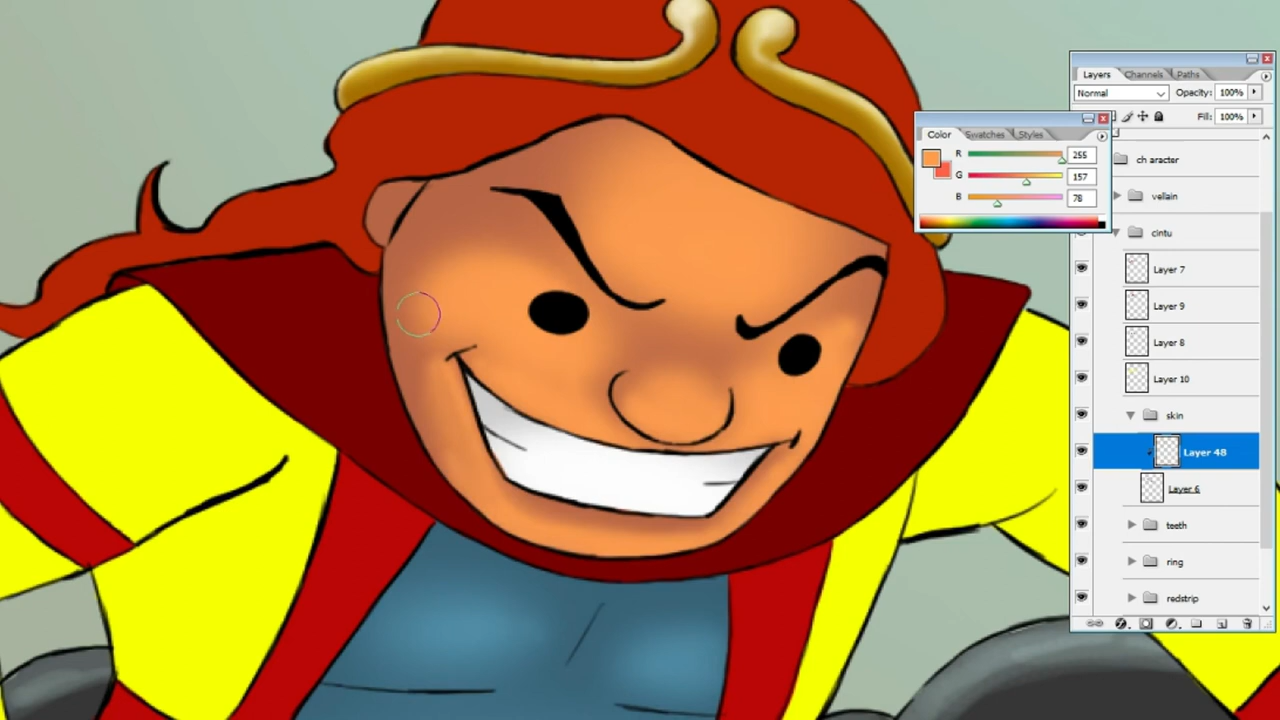 Layers Channels Paths
Normal Opacity: 100%
Fill: 100%
Color Swatches Styles
R 255
G 157
B 78
ch aracter
vellain
cintu
Layer 7
Layer 9
Layer 8
Layer 10
skin
Layer 48
Layer 6
teeth
ring
redstrip